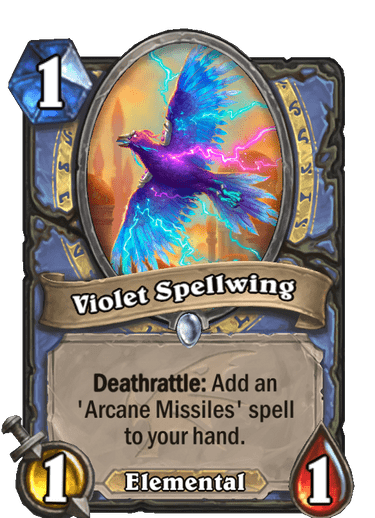 1
Violet Spellwing
Deathrattle: Add an
'Arcane Missiles' spell
to your hand.
1
Elemental
1